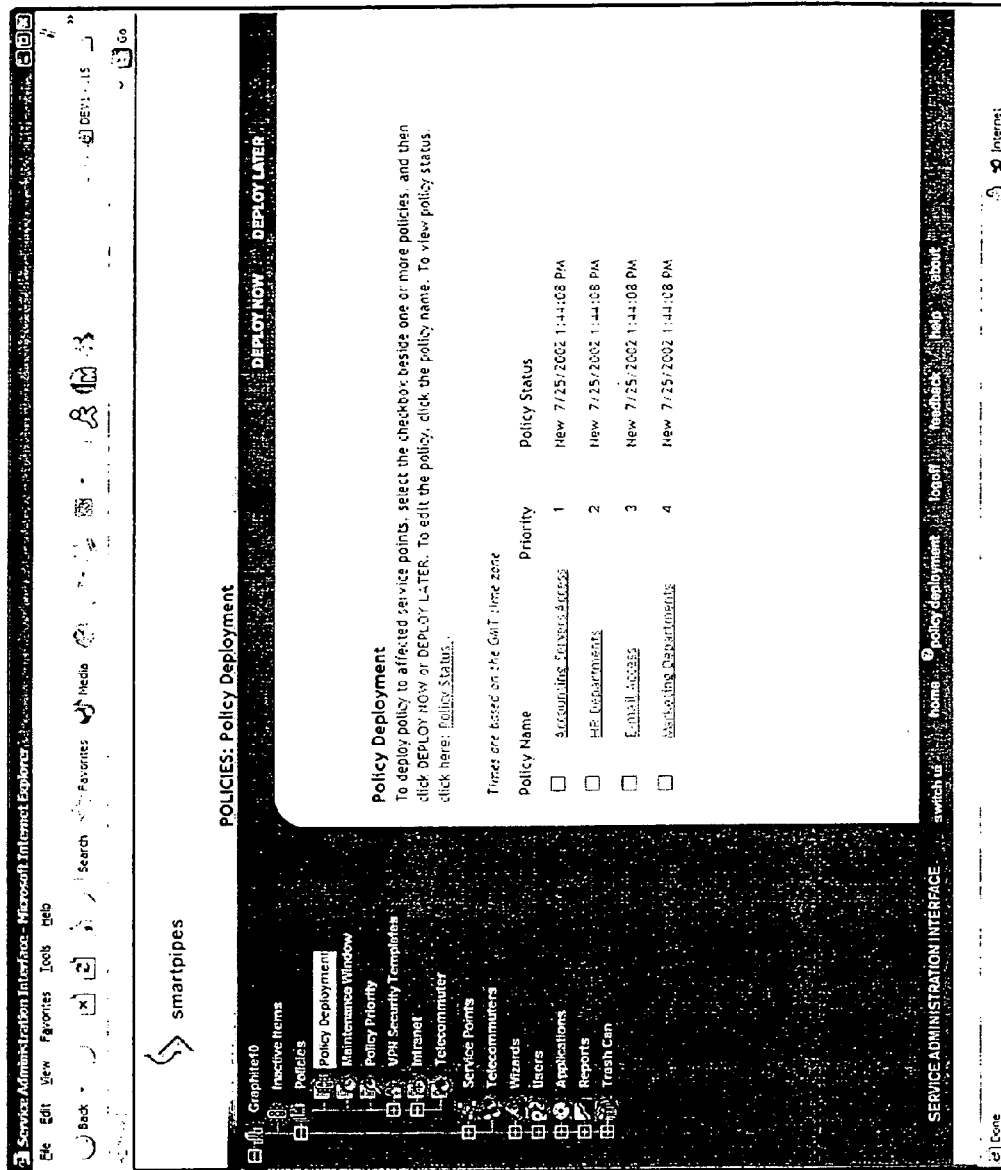 Service Administration Interface - Microsoft Internet Explorer
File Edit View Favorites Tools Help
Back Search Favorites Media
Go
smartpipes
POLICIES: Policy Deployment
DEPLOY NOW DEPLOY LATER
Graphite10
Inactive Items
Policies
Policy Deployment
Maintenance Window
Policy Priority
VPN Security Templates
Intranet
Telecommuter
Service Points
Telecommuters
Wizards
Users
Applications
Reports
Trash Can
Policy Deployment
To deploy policy to affected service points, select the checkbox beside one or more policies, and then
click DEPLOY NOW or DEPLOY LATER. To edit the policy, click the policy name. To view policy status,
click here: Policy Status.
Times are based on the GMT time zone
Policy Name Priority Policy Status
Accounting Servers Access 1 New 7/25/2002 1:44:08 PM
HR Departments 2 New 7/25/2002 1:44:08 PM
E-mail Access 3 New 7/25/2002 1:44:08 PM
Marketing Departments 4 New 7/25/2002 1:44:08 PM
SERVICE ADMINISTRATION INTERFACE
switch ui home ? policy deployment logoff feedback help about
Done
Internet